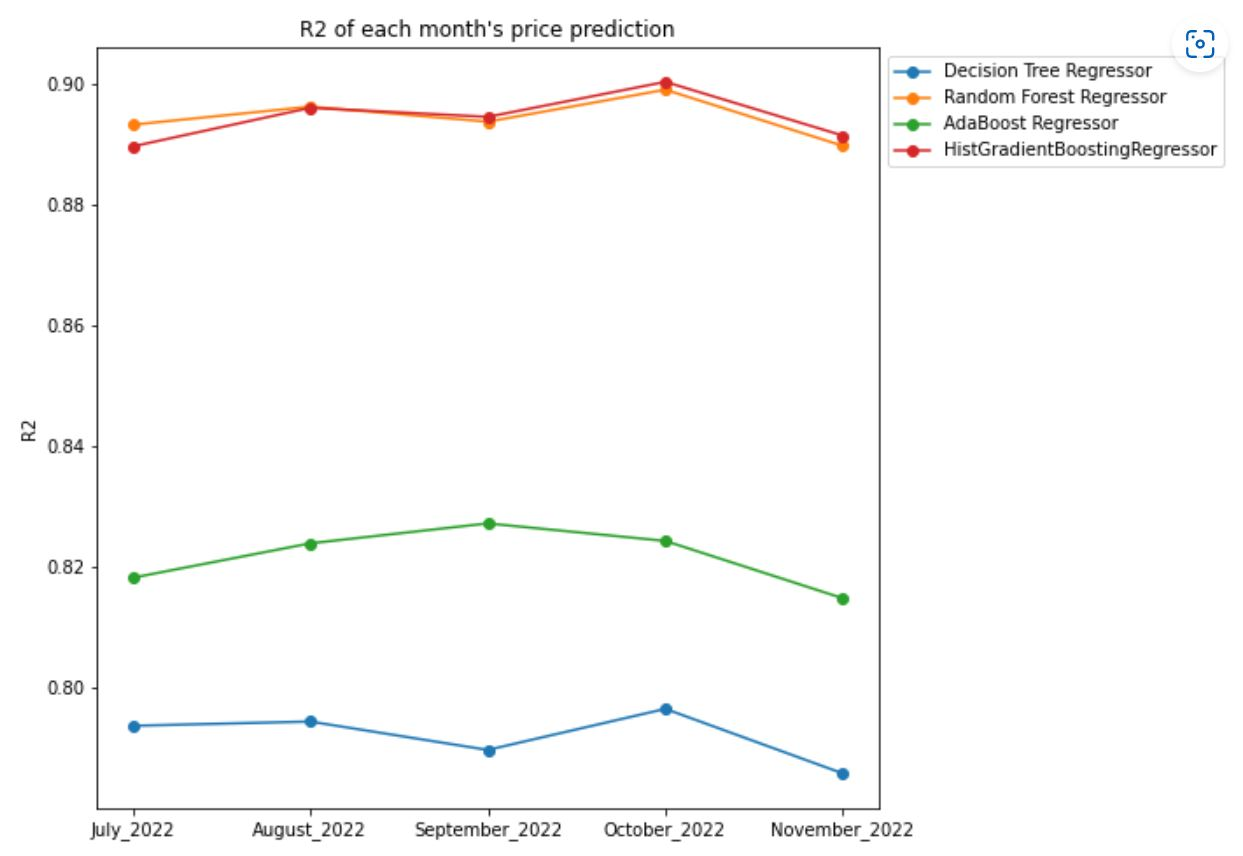 R2 of each month's price prediction
Decision Tree Regressor
Random Forest Regressor
AdaBoost Regressor
HistGradientBoostingRegressor
R2
0.90
0.88
0.86
0.84
0.82
0.80
July_2022
August_2022
September_2022
October_2022
November_2022